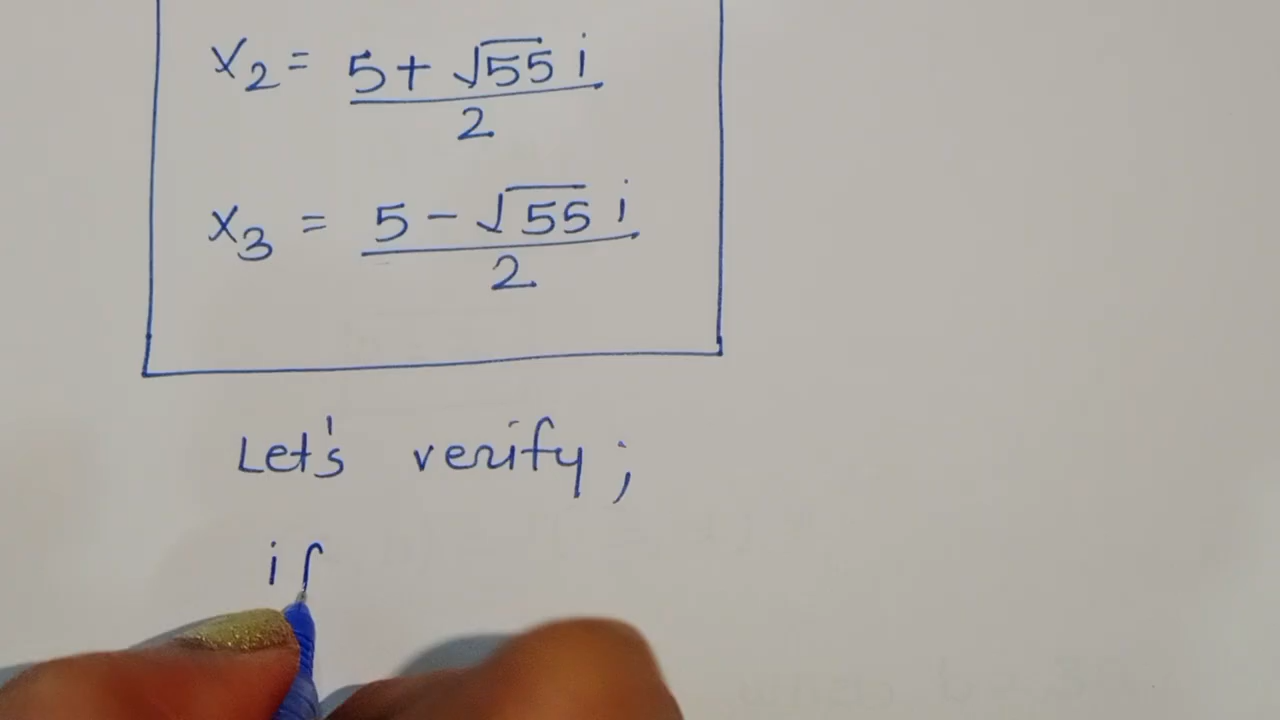 x₂ = (5 + √55 i)/2
x₃ = (5 - √55 i)/2
Let's verify;
if